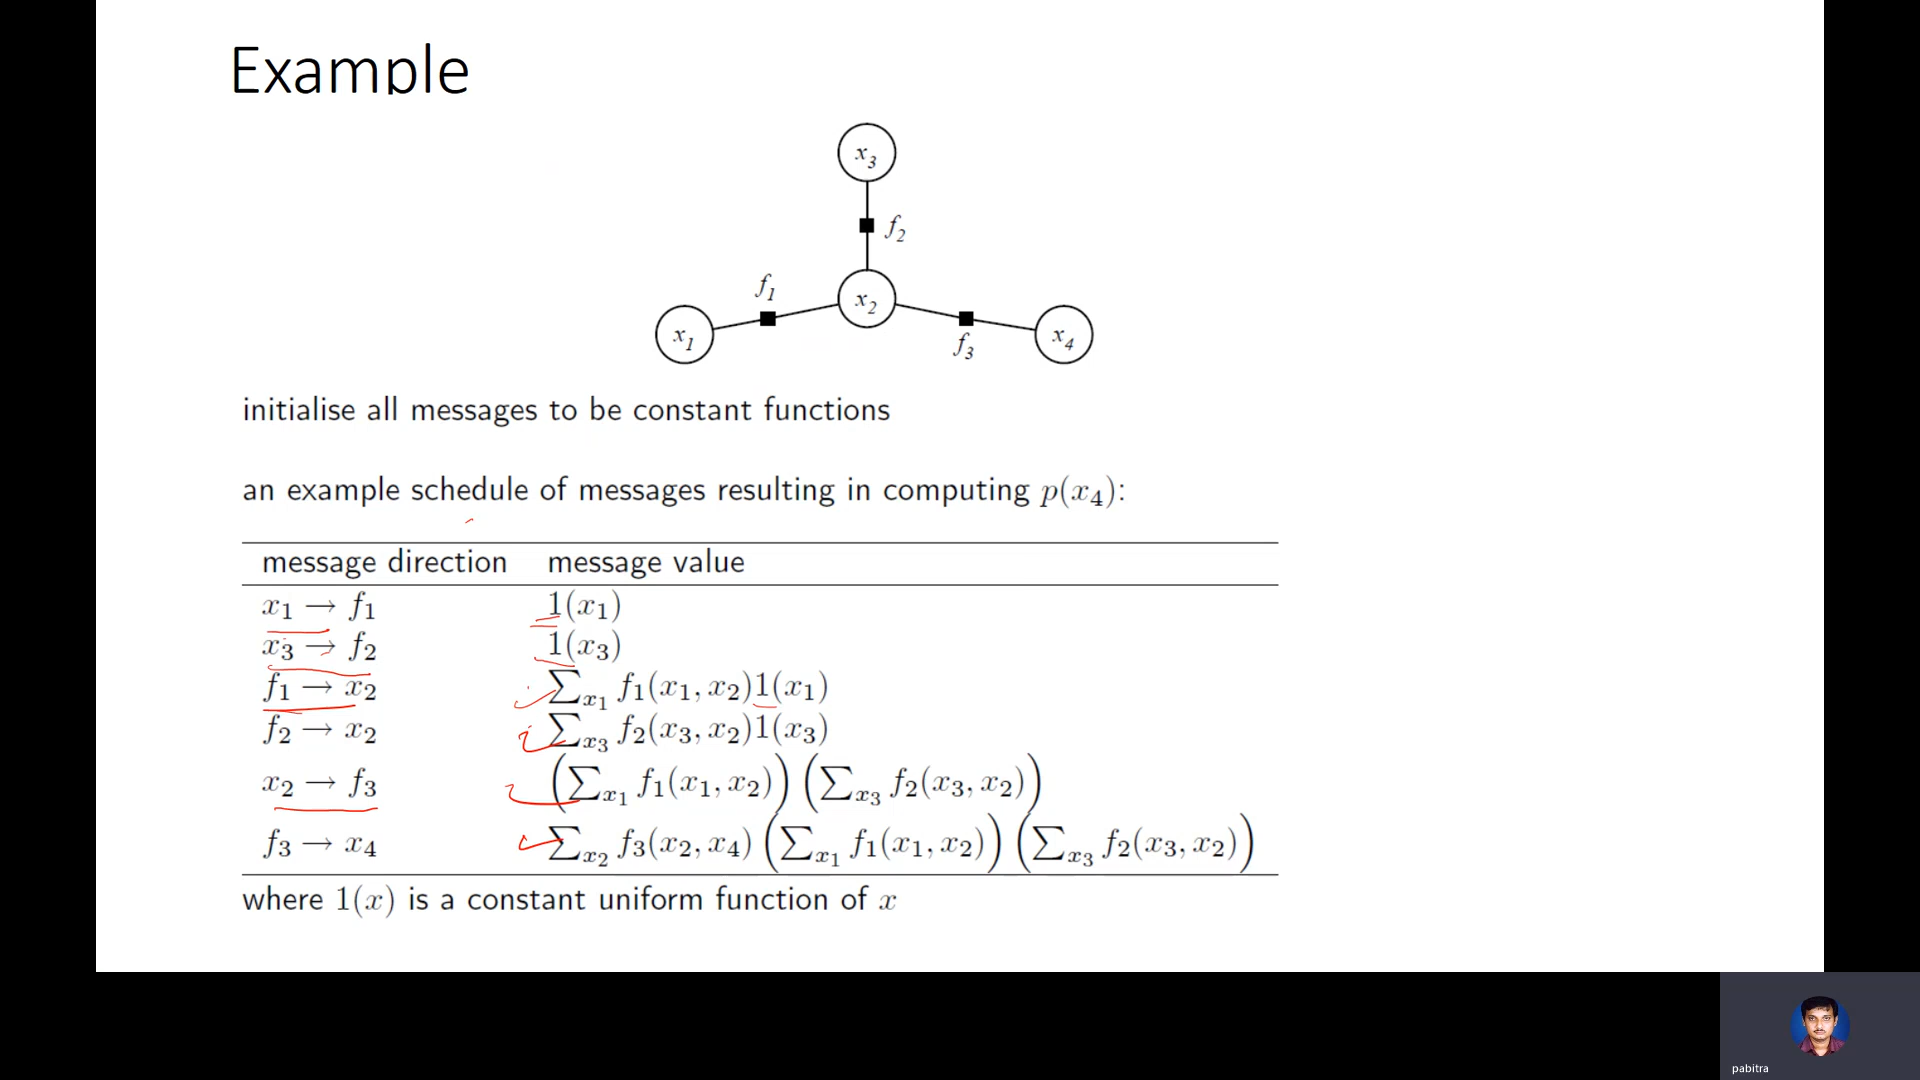 Example
x₃
f₂
f₁
x₂
x₁
f₃
x₄
initialise all messages to be constant functions
an example schedule of messages resulting in computing p(x₄):
message direction message value
x₁ → f₁ 1(x₁)
x₃ → f₂ 1(x₃)
f₁ → x₂ ∑ₓ₁ f₁(x₁, x₂)1(x₁)
f₂ → x₂ ∑ₓ₃ f₂(x₃, x₂)1(x₃)
x₂ → f₃ (∑ₓ₁ f₁(x₁, x₂)) (∑ₓ₃ f₂(x₃, x₂))
f₃ → x₄ ∑ₓ₂ f₃(x₂, x₄) (∑ₓ₁ f₁(x₁, x₂)) (∑ₓ₃ f₂(x₃, x₂))
where 1(x) is a constant uniform function of x
pabitra